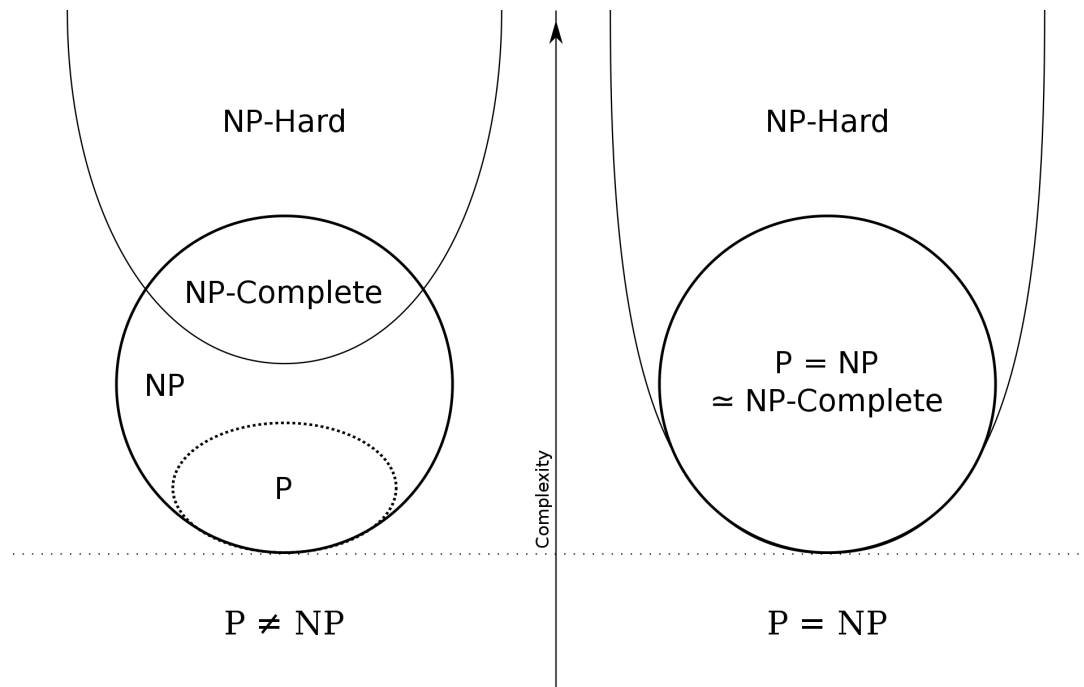 NP-Hard
NP-Complete
NP
P
P ≠ NP
Complexity
NP-Hard
P = NP
≃ NP-Complete
P = NP